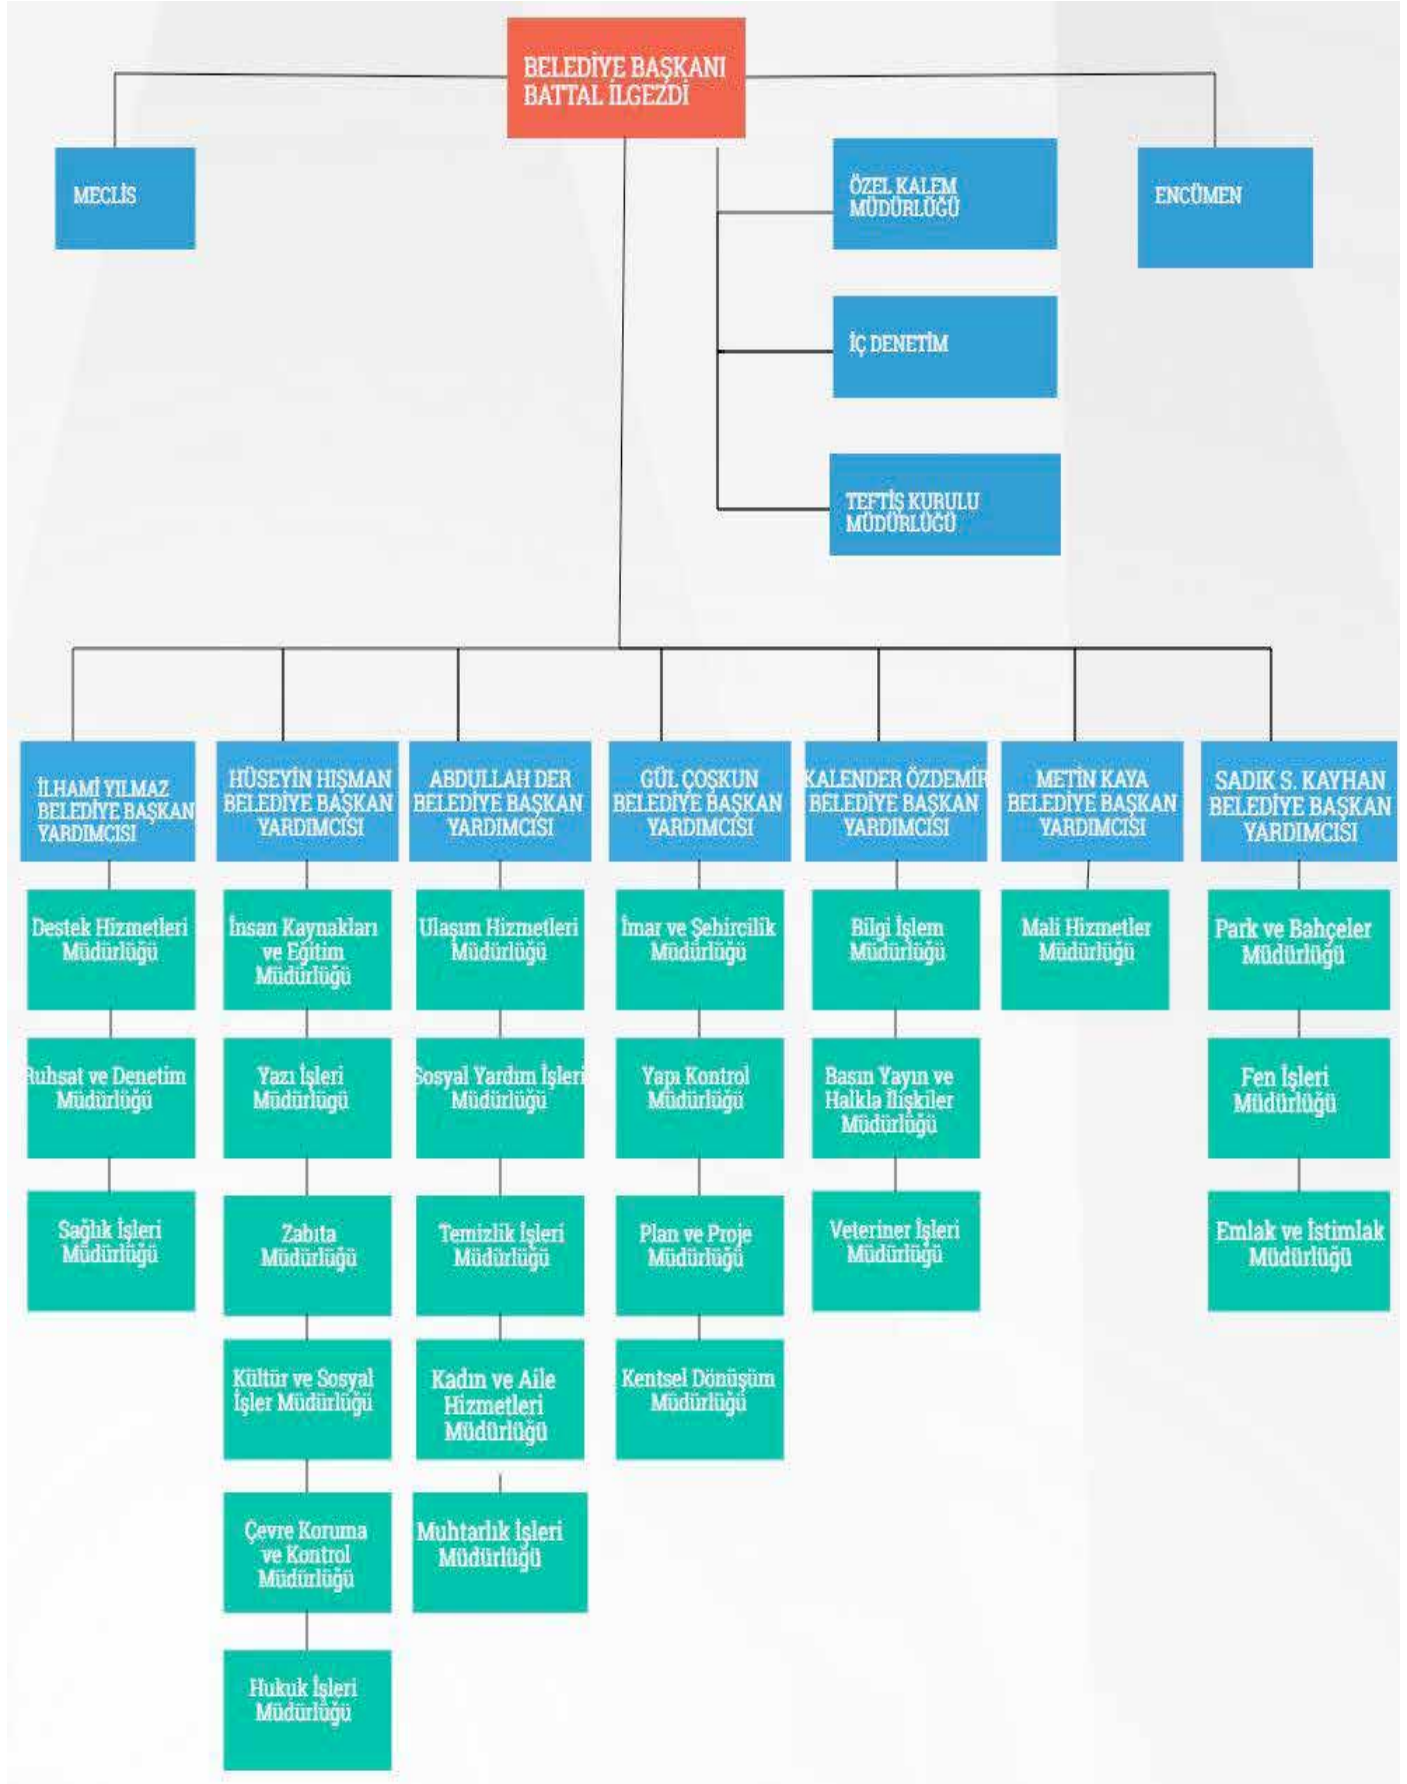 BELEDİYE BAŞKANI
BATTAL İLGEZDİ
MECLİS
ÖZEL KALEM
MÜDÜRLÜĞÜ
ENCÜMEN
İÇ DENETİM
TEFTİŞ KURULU
MÜDÜRLÜĞÜ
İLHAMİ YILMAZ
BELEDİYE BAŞKAN
YARDIMCISI
HÜSEYİN HIŞMAN
BELEDİYE BAŞKAN
YARDIMCISI
ABDULLAH DER
BELEDİYE BAŞKAN
YARDIMCISI
GÜL ÇOŞKUN
BELEDİYE BAŞKAN
YARDIMCISI
KALENDER ÖZDEMİR
BELEDİYE BAŞKAN
YARDIMCISI
METİN KAYA
BELEDİYE BAŞKAN
YARDIMCISI
SADIK S. KAYHAN
BELEDİYE BAŞKAN
YARDIMCISI
Destek Hizmetleri
Müdürlüğü
Ruhsat ve Denetim
Müdürlüğü
Sağlık İşleri
Müdürlüğü
İnsan Kaynakları
ve Eğitim
Müdürlüğü
Yazı İşleri
Müdürlügü
Zabıta
Müdürlüğü
Kültür ve Sosyal
İşler Müdürlüğü
Çevre Koruma
ve Kontrol
Müdürlüğü
Hukuk İşleri
Müdürlüğü
Ulaşım Hizmetleri
Müdürlüğü
Sosyal Yardım İşleri
Müdürlüğü
Temizlik İşleri
Müdürlüğü
Kadın ve Aile
Hizmetleri
Müdürlüğü
Muhtarlık İşleri
Müdürlüğü
İmar ve Şehirçilik
Müdürlüğü
Yapı Kontrol
Müdürlüğü
Plan ve Proje
Müdürlüğü
Kentsel Dönüşüm
Müdürlüğü
Bilgi İşlem
Müdürlüğü
Basın Yayın ve
Halkla İlişkiler
Müdürlüğü
Veteriner İşleri
Müdürlüğü
Mali Hizmetler
Müdürlüğü
Park ve Bahçeler
Müdürlüğü
Fen İşleri
Müdürlüğü
Emlak ve İstimlak
Müdürlüğü